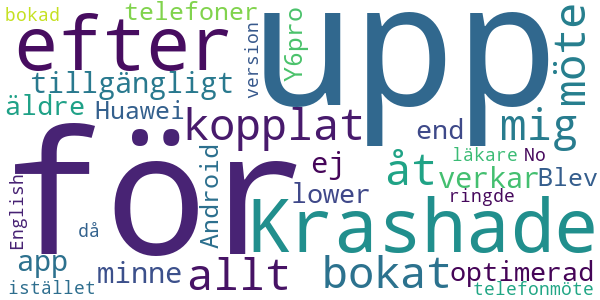 bokad
telefoner
efter
upp
version
Y6pro
möte
tillgängligt
äldre
Huawei
kopplat
end
mig
för
Android
ej
åt
läkare
No
verkar
Blev
English
då
lower
ringde
Krashade
app
minne
allt
bokat
optimerad
istället
telefonmöte